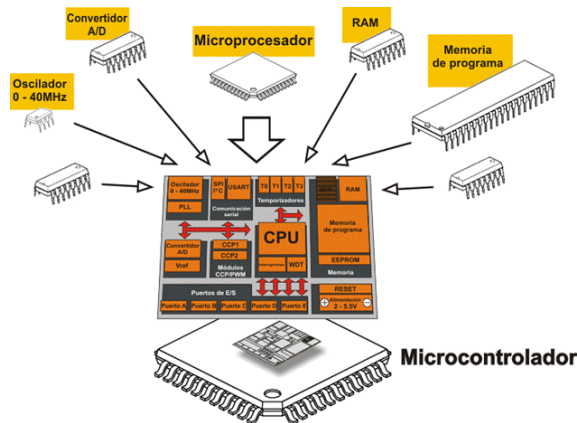 Convertidor
A/D
Microprocesador
RAM
Memoria
de programa
Oscilador
0 - 40MHz
Oscilador
0 - 40MHz
PLL
SPI
I²C
USART
Comunicación
serial
T0 T1 T2 T3
Temporizadores
RAM
Memoria
de programa
EEPROM
Memoria
Convertidor
A/D
Vref
CCP1
CCP2
Módulos
CCP/PWM
CPU
WDT
Puertos de E/S
Puerto A Puerto B Puerto C Puerto D Puerto E
RESET
Alimentación
2 - 5.5V
Microcontrolador